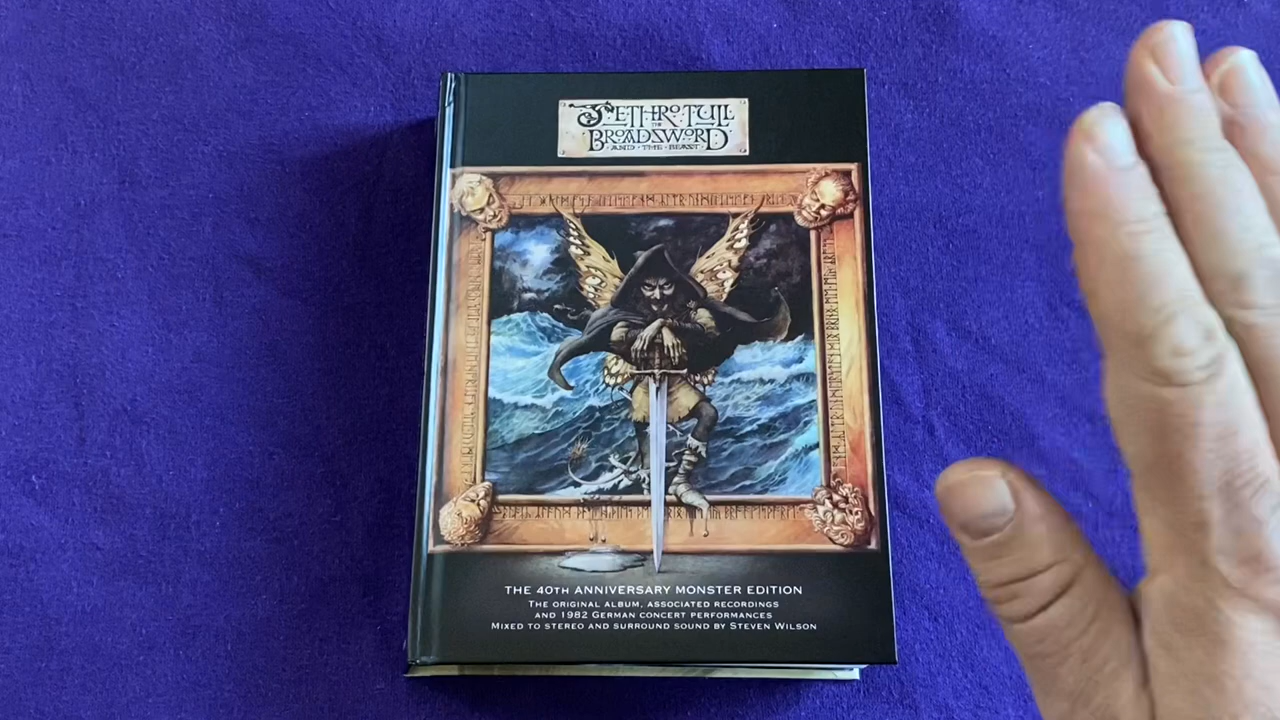 JETHRO TULL
THE
BROADSWORD
AND • THE • BEAST
THE 40TH ANNIVERSARY MONSTER EDITION
THE ORIGINAL ALBUM, ASSOCIATED RECORDINGS
AND 1982 GERMAN CONCERT PERFORMANCES
MIXED TO STEREO AND SURROUND SOUND BY STEVEN WILSON